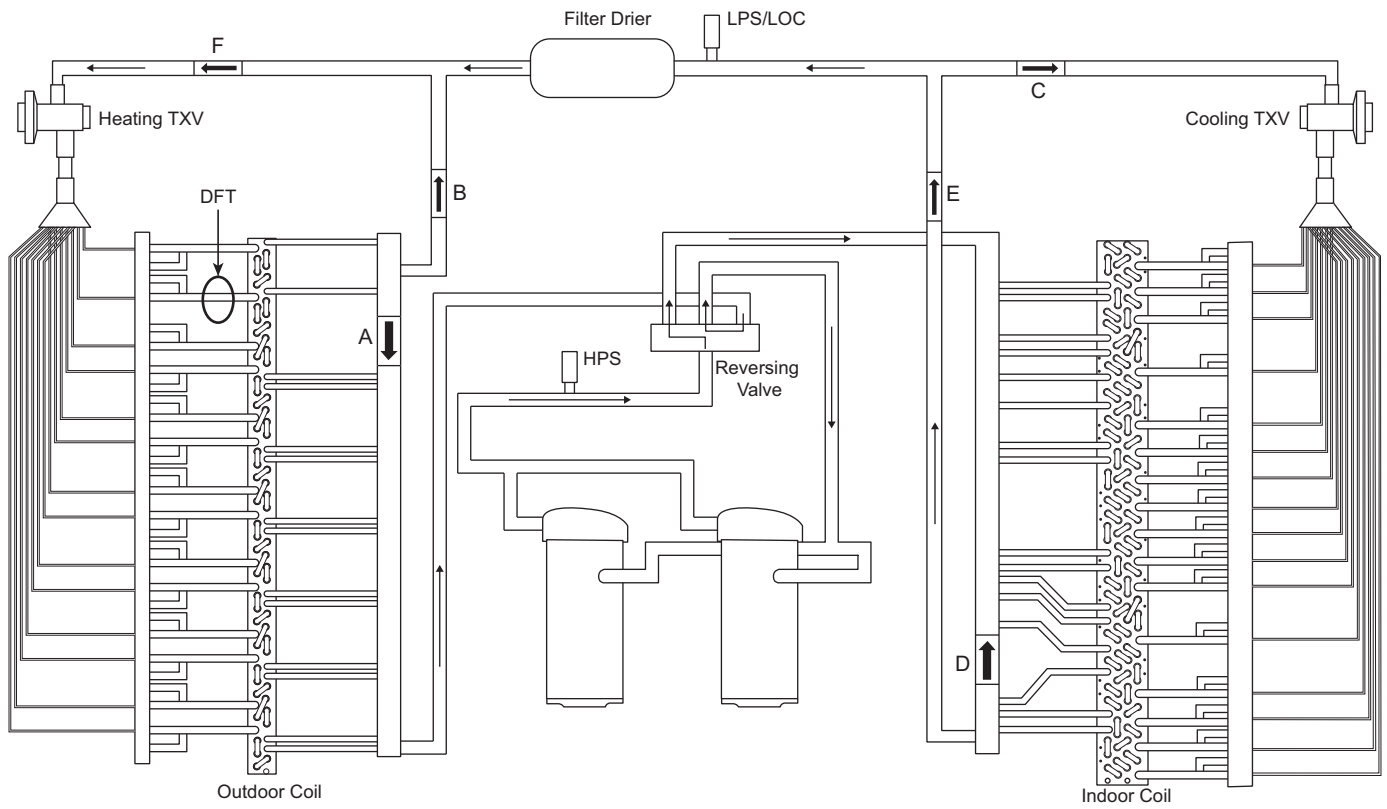 Filter Drier
LPS/LOC
F
C
Heating TXV
Cooling TXV
DFT
B
E
A
HPS
Reversing
Valve
D
Outdoor Coil
Indoor Coil